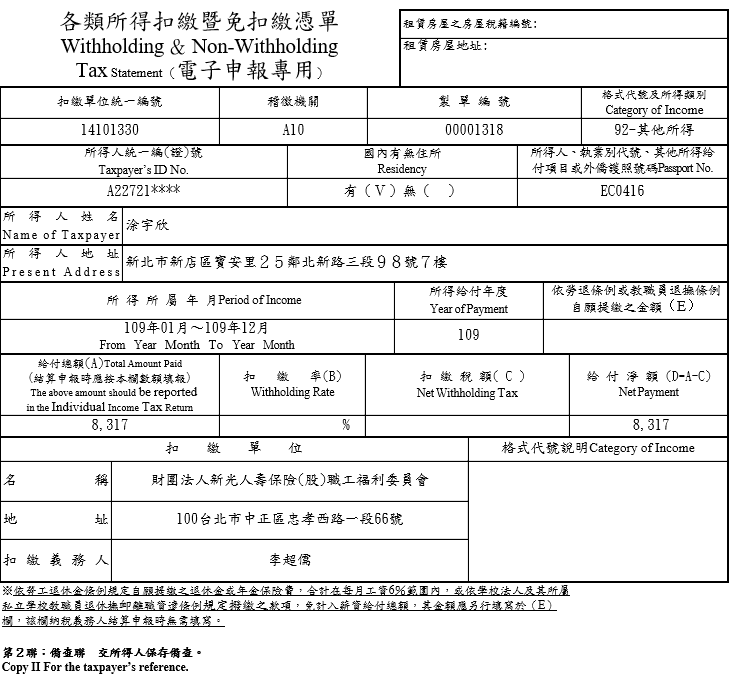 各類所得扣繳暨免扣繳憑單
Withholding & Non-Withholding
Tax Statement（電子申報專用）
租賃房屋之房屋稅籍編號:
租賃房屋地址:
扣繳單位統一編號 稽徵機關 製單編號 格式代號及所得類別
Category of Income
14101330 A10 00001318 92-其他所得
所得人統一編(證)號 國內有無住所 所得人、執業別代號、其他所得給
Taxpayer's ID No. Residency 付項目或外僑護照號碼Passport No.
A22721**** 有(V)無( ) EC0416
所得人姓名
Name of Taxpayer
涂宇欣
所得人地址
Present Address
新北市新店區寶安里２５鄰北新路三段９８號７樓
所得所屬年月Period of Income 所得給付年度 依勞退條例或教職員退撫條例
Year of Payment 自願提繳之金額（E）
109年01月～109年12月 109
From Year Month To Year Month
給付總額(A)Total Amount Paid 扣繳率(B) 扣繳稅額(C) 給付淨額(D=A-C)
(結算申報時應按本欄數額填報) Withholding Rate Net Withholding Tax Net Payment
The above amount should be reported
in the Individual Income Tax Return
8,317 % 8,317
扣繳單位 格式代號說明Category of Income
名稱 財團法人新光人壽保險(股)職工福利委員會
地址 100台北市中正區忠孝西路一段66號
扣繳義務人 李超儒
※依勞工退休金條例規定自願提繳之退休金或年金保險費，合計在每月工資6%範圍內，或依學校法人及其所屬
私立學校教職員退休撫卹離職資遣條例規定撥繳之款項，免計入薪資給付總額，其金額應另行填寫於（E）
欄，該欄納稅義務人結算申報時無需填寫。
第２聯：備查聯 交所得人保存備查。
Copy II For the taxpayer's reference.